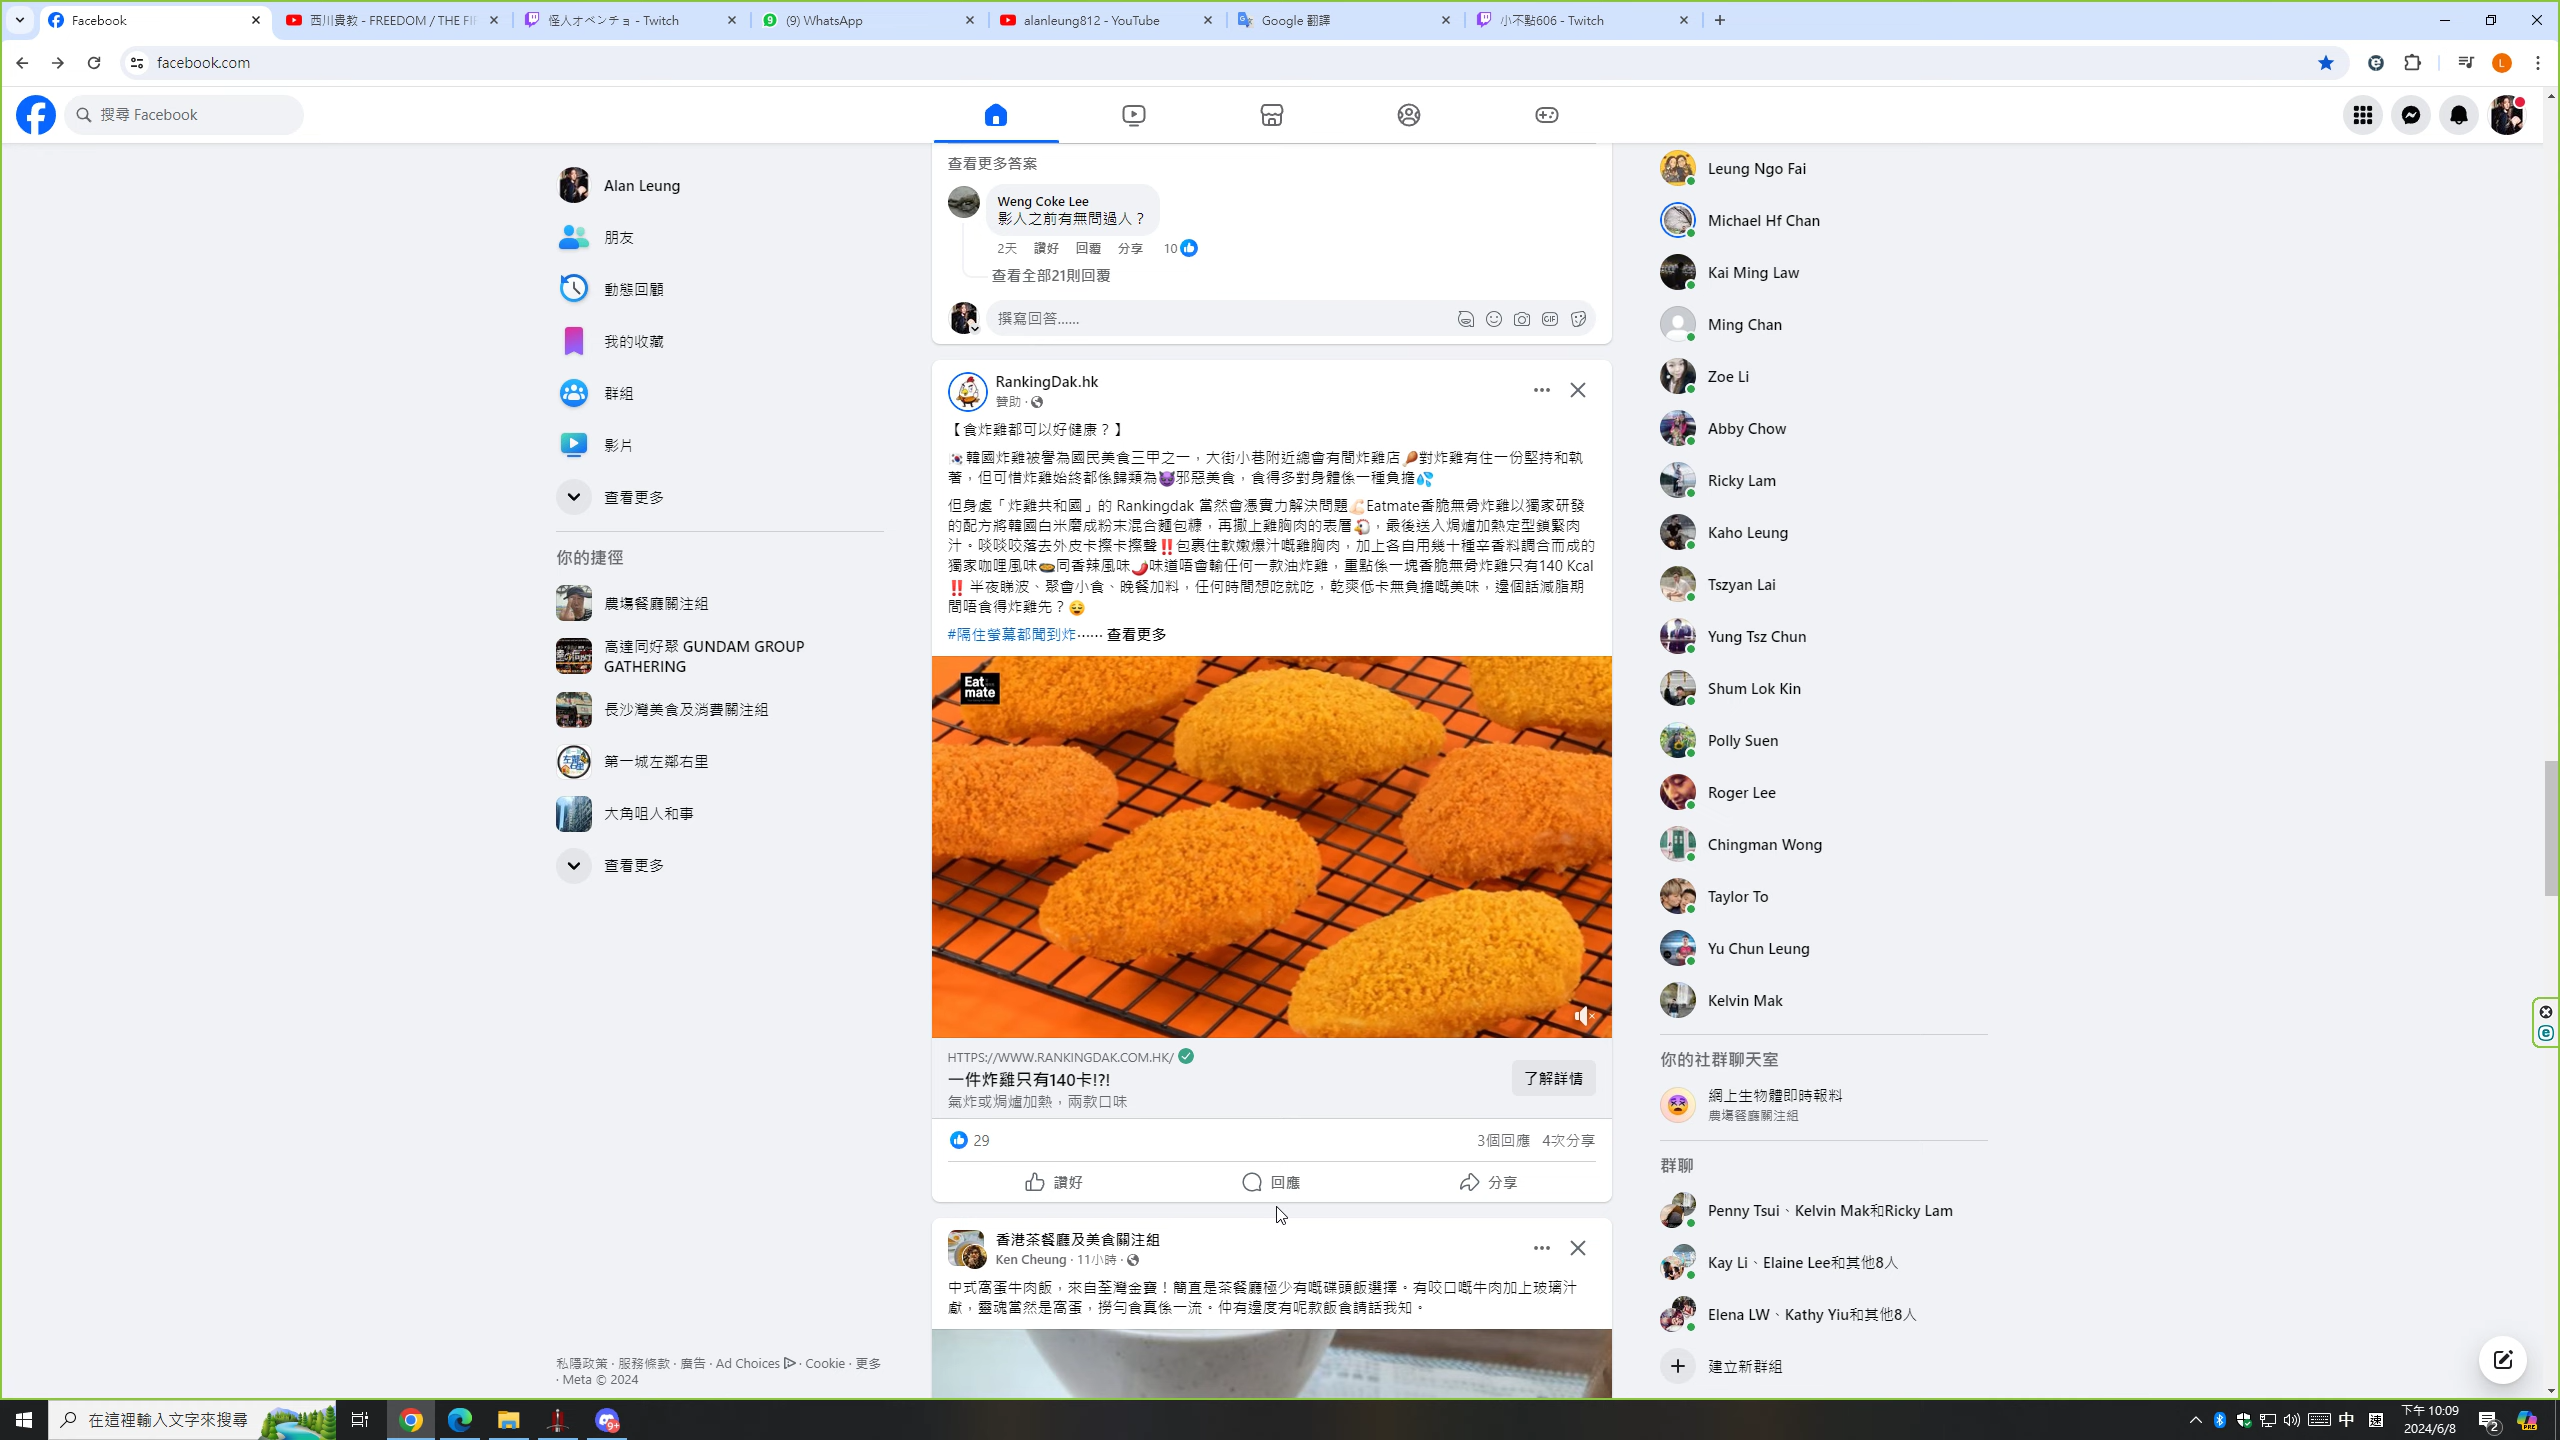 Facebook
西川貴教 - FREEDOM / THE FI
怪人オベンチョ - Twitch
(9) WhatsApp
alanleung812 - YouTube
Google 翻譯
小不點606 - Twitch
facebook.com
L
搜尋 Facebook
Alan Leung
朋友
動態回顧
我的收藏
群組
影片
查看更多
你的捷徑
農場餐廳關注組
高達同好聚 GUNDAM GROUP
GATHERING
長沙灣美食及消費關注組
第一城左鄰右里
大角咀人和事
查看更多
私隱政策 · 服務條款 · 廣告 · Ad Choices · Cookie · 更多
· Meta © 2024
查看更多答案
Weng Coke Lee
影人之前有無問過人？
2天 讚好 回覆 分享 10
查看全部21則回覆
撰寫回答......
GIF
RankingDak.hk
贊助 ·
【食炸雞都可以好健康？】
🇰🇷韓國炸雞被譽為國民美食三甲之一，大街小巷附近總會有間炸雞店🍗對炸雞有住一份堅持和執
著，但可惜炸雞始終都係歸類為😈邪惡美食，食得多對身體係一種負擔💦
但身處「炸雞共和國」的 Rankingdak 當然會憑實力解決問題💪🏻Eatmate香脆無骨炸雞以獨家研發
的配方將韓國白米磨成粉末混合麵包糠，再撒上雞胸肉的表層🐔，最後送入焗爐加熱定型鎖緊肉
汁。啖啖咬落去外皮卡擦卡擦聲‼️包裹住軟嫩爆汁嘅雞胸肉，加上各自用幾十種辛香料調合而成的
獨家咖哩風味🍛同香辣風味🌶️味道唔會輸任何一款油炸雞，重點係一塊香脆無骨炸雞只有140 Kcal
‼️ 半夜睇波、聚會小食、晚餐加料，任何時間想吃就吃，乾爽低卡無負擔嘅美味，邊個話減脂期
間唔食得炸雞先？😌
#隔住螢幕都聞到炸...... 查看更多
Eat
mate
HTTPS://WWW.RANKINGDAK.COM.HK/
一件炸雞只有140卡!?!
氣炸或焗爐加熱，兩款口味
了解詳情
29
3個回應 4次分享
讚好 回應 分享
香港茶餐廳及美食關注組
Ken Cheung · 11小時 ·
中式窩蛋牛肉飯，來自荃灣金寶！簡直是茶餐廳極少有嘅碟頭飯選擇。有咬口嘅牛肉加上玻璃汁
獻，靈魂當然是窩蛋，撈勻食真係一流。仲有邊度有呢款飯食請話我知。
Leung Ngo Fai
Michael Hf Chan
Kai Ming Law
Ming Chan
Zoe Li
Abby Chow
Ricky Lam
Kaho Leung
Tszyan Lai
Yung Tsz Chun
Shum Lok Kin
Polly Suen
Roger Lee
Chingman Wong
Taylor To
Yu Chun Leung
Kelvin Mak
你的社群聊天室
網上生物體即時報料
農場餐廳關注組
群聊
Penny Tsui、Kelvin Mak和Ricky Lam
Kay Li、Elaine Lee和其他8人
Elena LW、Kathy Yiu和其他8人
建立新群組
在這裡輸入文字來搜尋
9+
中
速
下午 10:09
2024/6/8
2
PRE